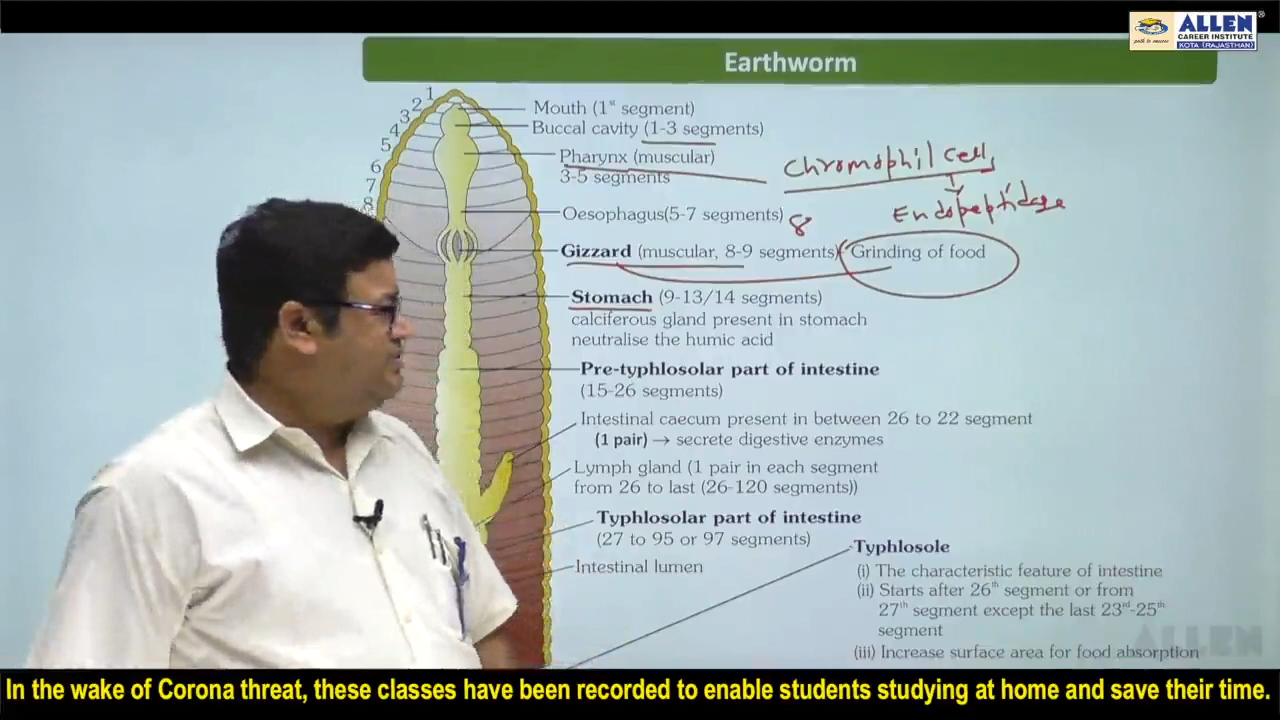 ALLEN
CAREER INSTITUTE
KOTA (RAJASTHAN)
path to success
Earthworm
1
2
3
4
5
6
7
8
Mouth (1st segment)
Buccal cavity (1-3 segments)
Pharynx (muscular)
3-5 segments
Chromophil cells
Endopeptidase
Oesophagus(5-7 segments)
8
Gizzard (muscular, 8-9 segments)
Grinding of food
Stomach (9-13/14 segments)
calciferous gland present in stomach
neutralise the humic acid
Pre-typhlosolar part of intestine
(15-26 segments)
Intestinal caecum present in between 26 to 22 segment
(1 pair) → secrete digestive enzymes
Lymph gland (1 pair in each segment
from 26 to last (26-120 segments))
Typhlosolar part of intestine
(27 to 95 or 97 segments)
Intestinal lumen
Typhlosole
(i) The characteristic feature of intestine
(ii) Starts after 26th segment or from
27th segment except the last 23rd-25th
segment
(iii) Increase surface area for food absorption
ALLEN
In the wake of Corona threat, these classes have been recorded to enable students studying at home and save their time.